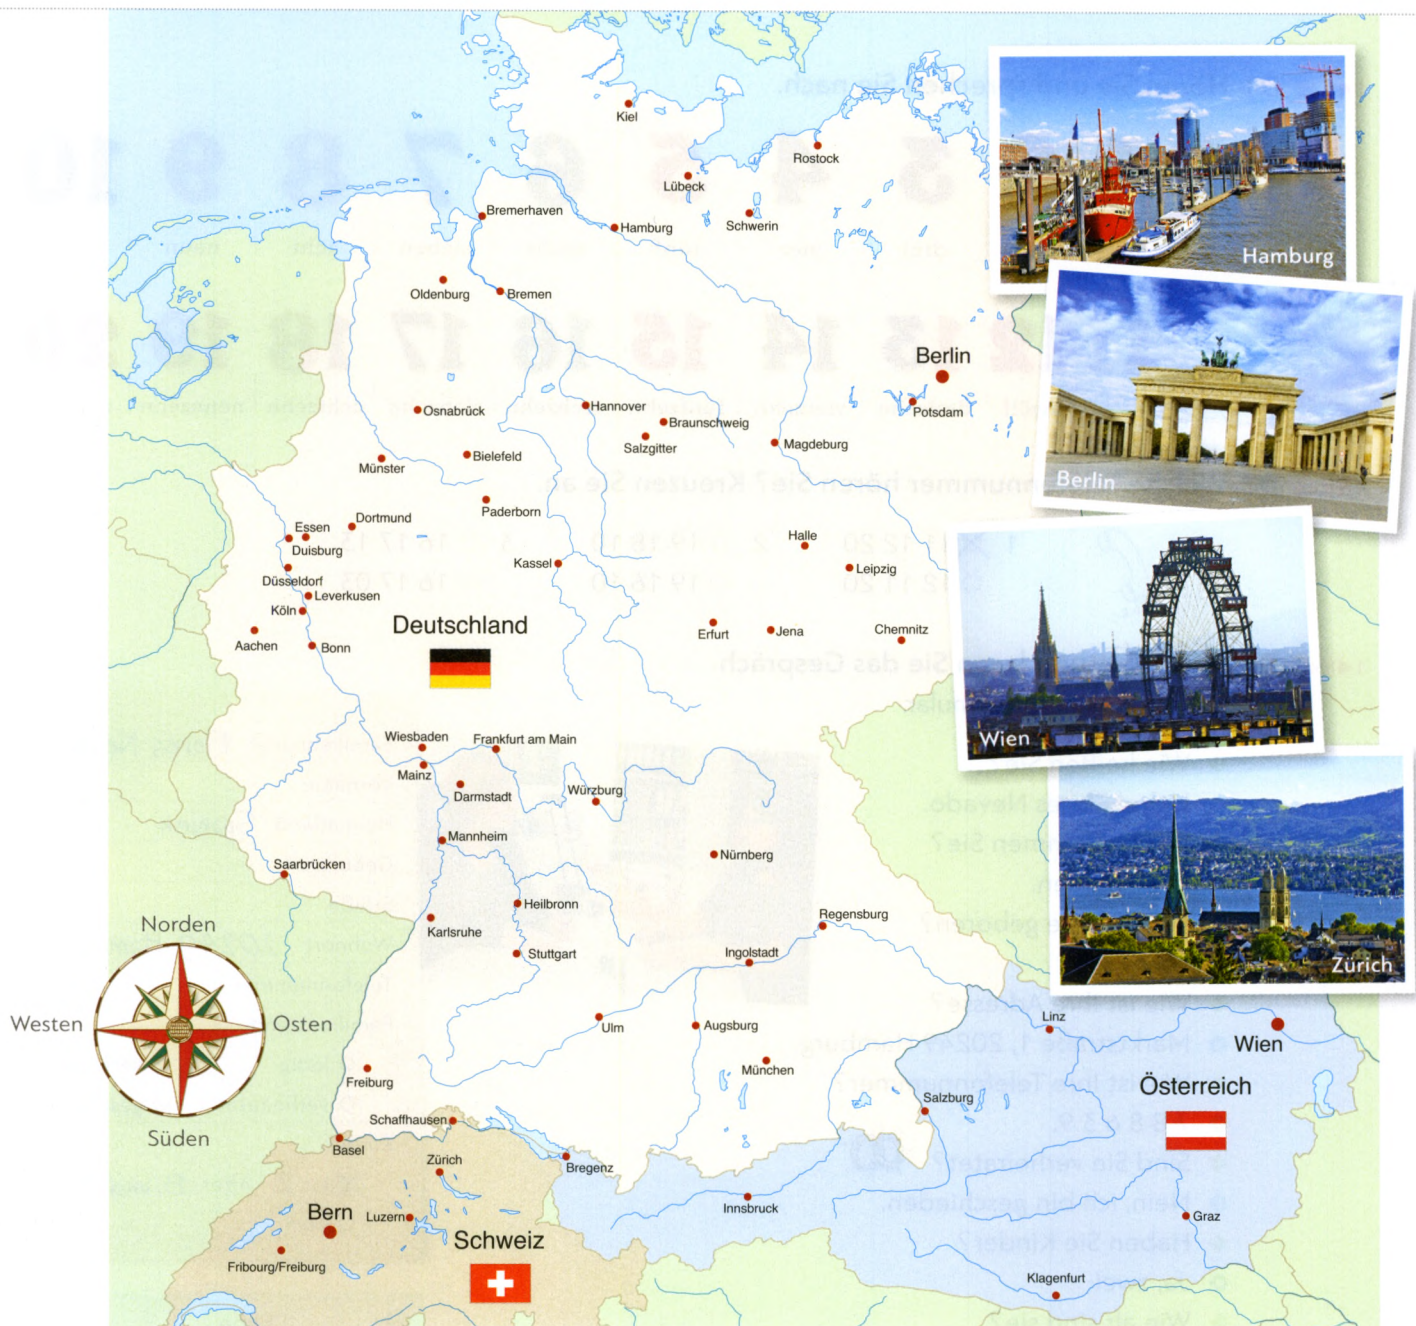 Kiel
Rostock
Lübeck
Schwerin
Bremerhaven
Hamburg
Hamburg
Oldenburg
Bremen
Berlin
Potsdam
Osnabrück
Hannover
Braunschweig
Salzgitter
Magdeburg
Münster
Bielefeld
Berlin
Paderborn
Dortmund
Essen
Duisburg
Halle
Kassel
Leipzig
Düsseldorf
Leverkusen
Köln
Deutschland
Erfurt
Jena
Chemnitz
Aachen
Bonn
Wiesbaden
Frankfurt am Main
Wien
Mainz
Darmstadt
Würzburg
Mannheim
Nürnberg
Saarbrücken
Heilbronn
Regensburg
Norden
Karlsruhe
Stuttgart
Ingolstadt
Zürich
Westen
Osten
Ulm
Augsburg
Linz
Wien
München
Freiburg
Österreich
Salzburg
Schaffhausen
Süden
Basel
Zürich
Bregenz
Bern
Luzern
Innsbruck
Graz
Schweiz
Fribourg/Freiburg
Klagenfurt